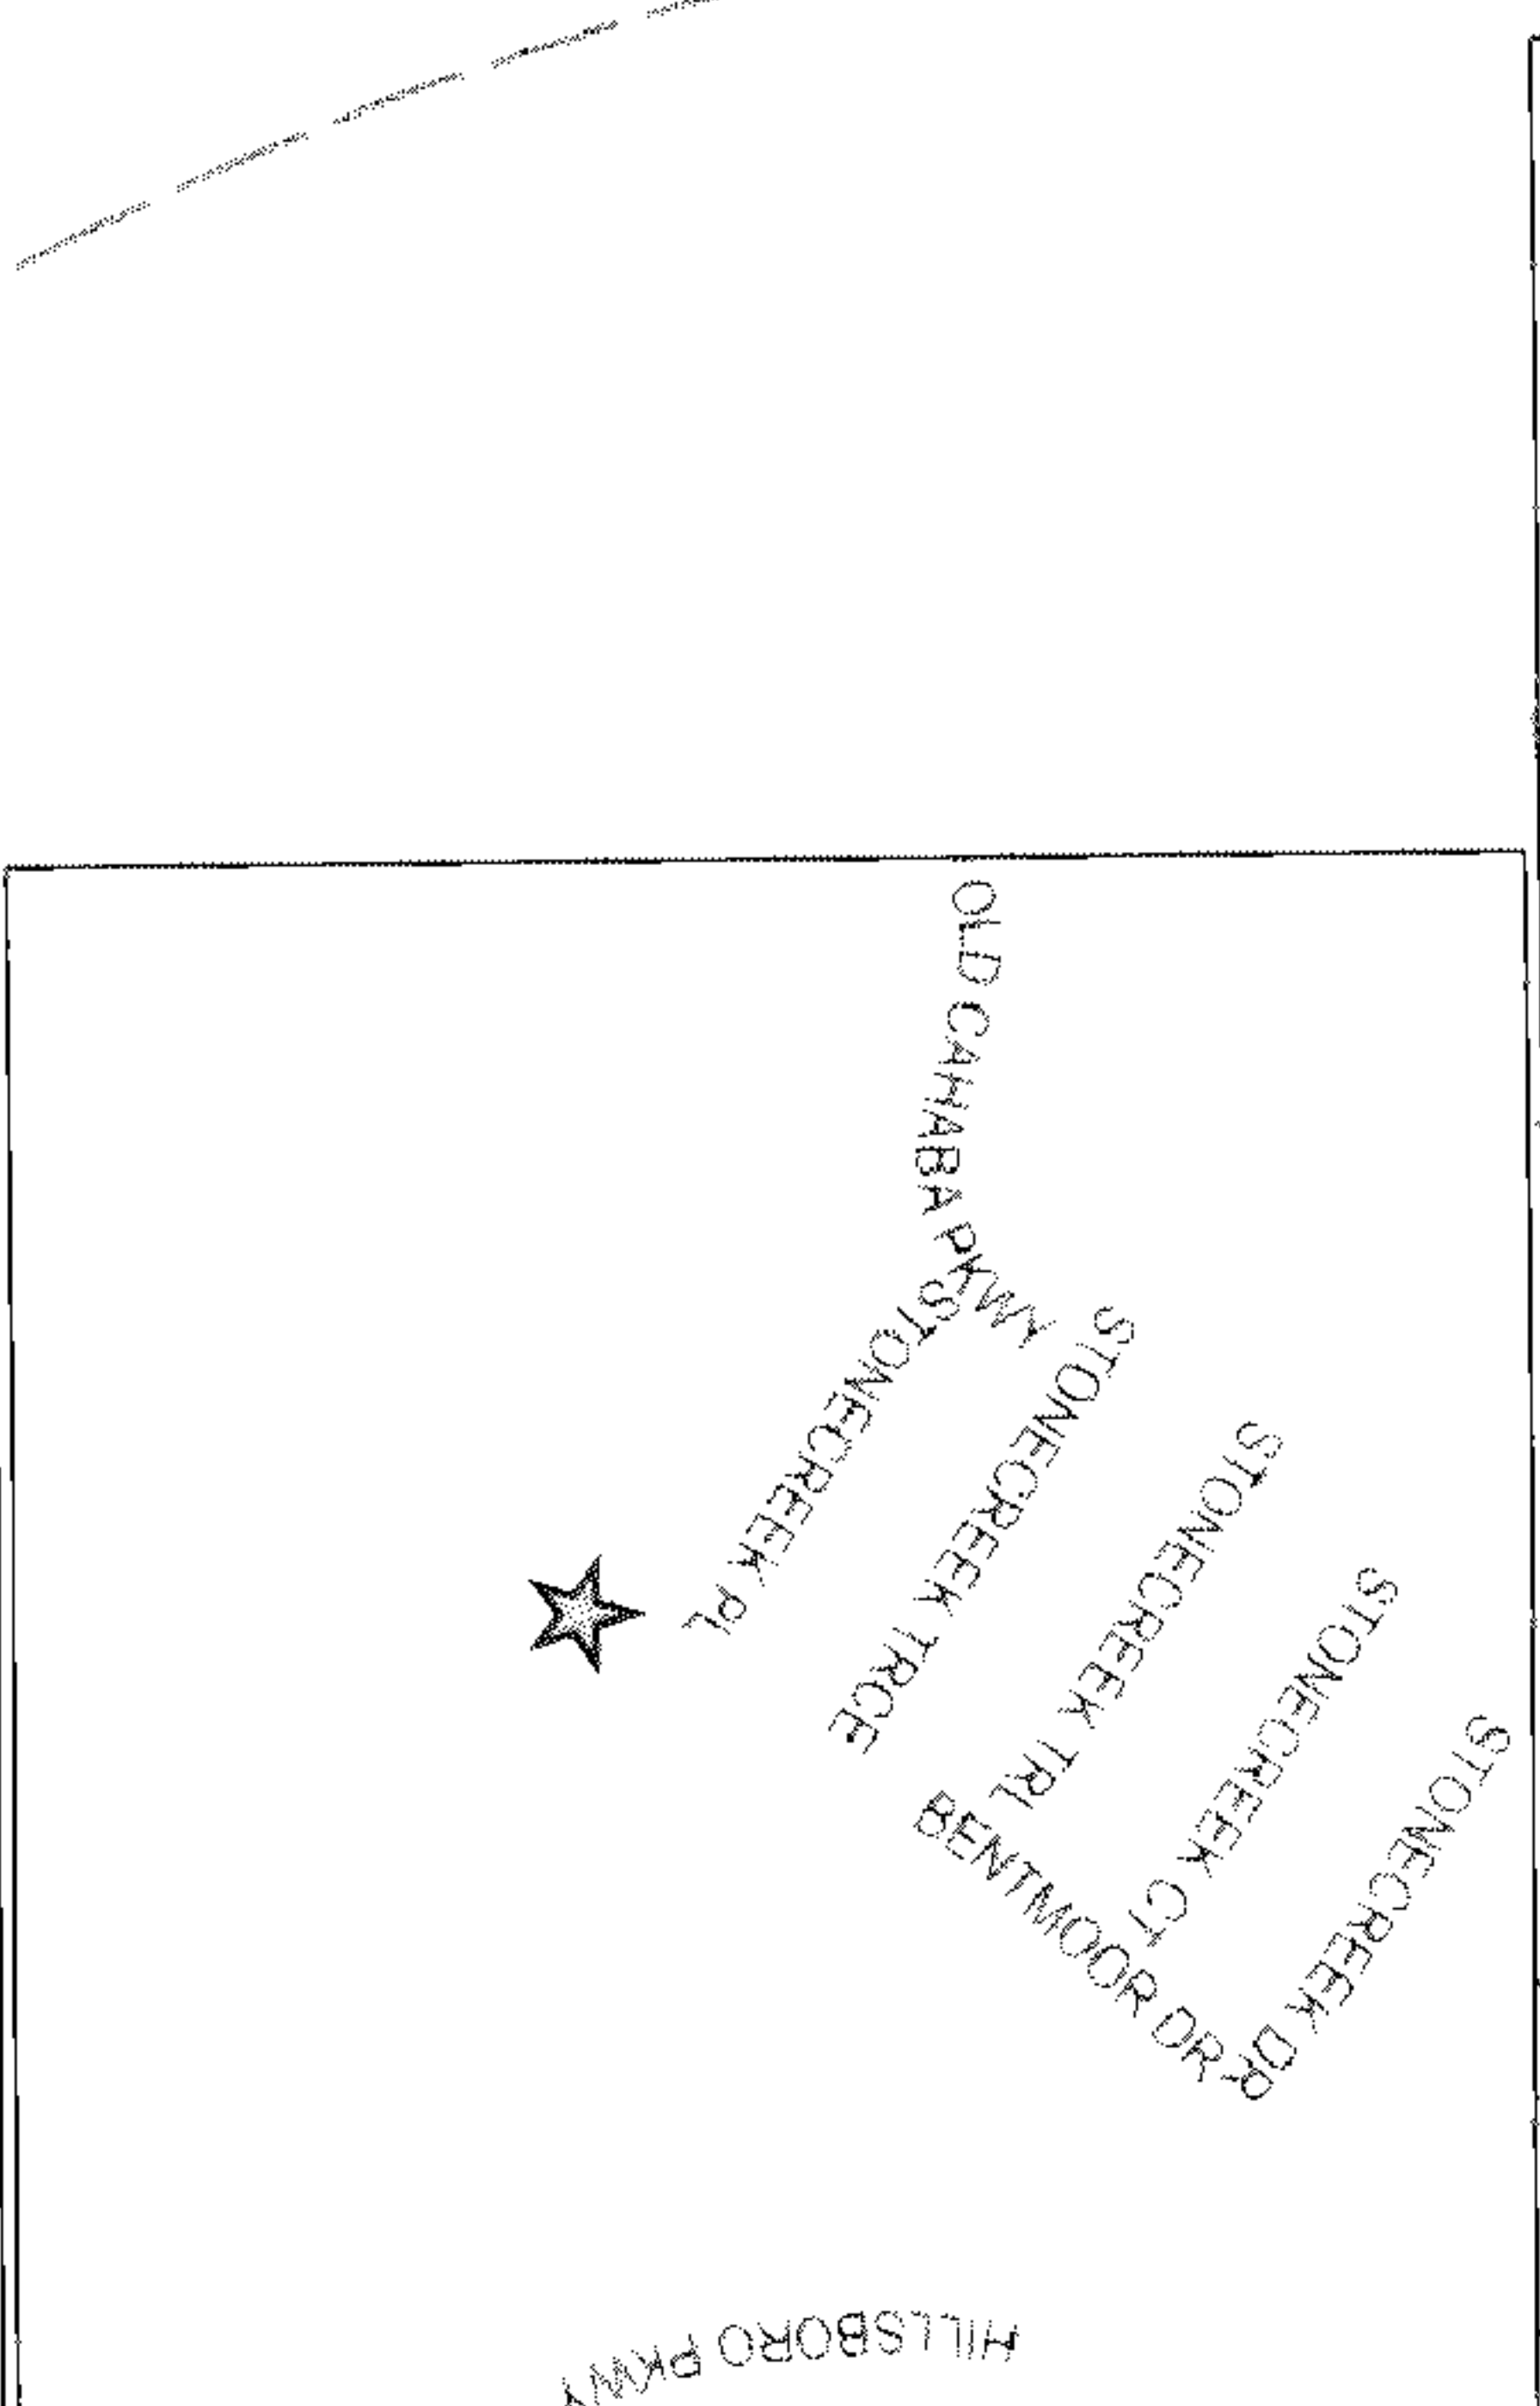 OLD CAHABA PKWY
STONECREEK PL
STONECREEK TRCE
STONECREEK TRL
STONECREEK CT
STONECREEK DR
BENTMOOR DR
HILLSBORO PKWY